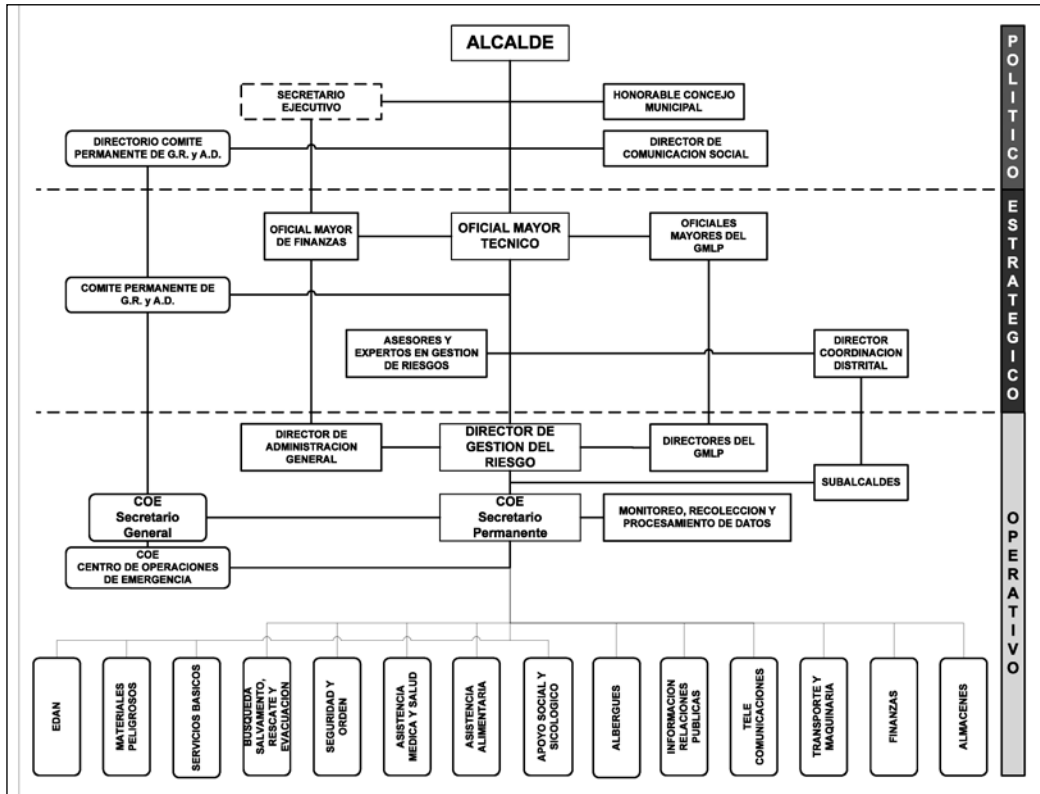 ALCALDE
SECRETARIO
EJECUTIVO
HONORABLE CONCEJO
MUNICIPAL
DIRECTORIO COMITE
PERMANENTE DE G.R. y A.D.
DIRECTOR DE
COMUNICACION SOCIAL
POLITICO
OFICIAL MAYOR
DE FINANZAS
OFICIAL MAYOR
TECNICO
OFICIALES
MAYORES DEL
GMLP
COMITE PERMANENTE DE
G.R. y A.D.
ASESORES Y
EXPERTOS EN GESTION
DE RIESGOS
DIRECTOR
COORDINACION
DISTRITAL
ESTRATEGICO
DIRECTOR DE
ADMINISTRACION
GENERAL
DIRECTOR DE
GESTION DEL
RIESGO
DIRECTORES DEL
GMLP
SUBALCALDES
COE
Secretario
General
COE
Secretario
Permanente
MONITOREO, RECOLECCION Y
PROCESAMIENTO DE DATOS
COE
CENTRO DE OPERACIONES
DE EMERGENCIA
OPERATIVO
EDAN
MATERIALES
PELIGROSOS
SERVICIOS BASICOS
BUSQUEDA
SALVAMENTO,
RESCATE Y
EVACUACION
SEGURIDAD Y
ORDEN
ASISTENCIA
MEDICA Y SALUD
ASISTENCIA
ALIMENTARIA
APOYO SOCIAL Y
SICOLOGICO
ALBERGUES
INFORMACION
RELACIONES
PUBLICAS
TELE
COMUNICACIONES
TRANSPORTE Y
MAQUINARIA
FINANZAS
ALMACENES